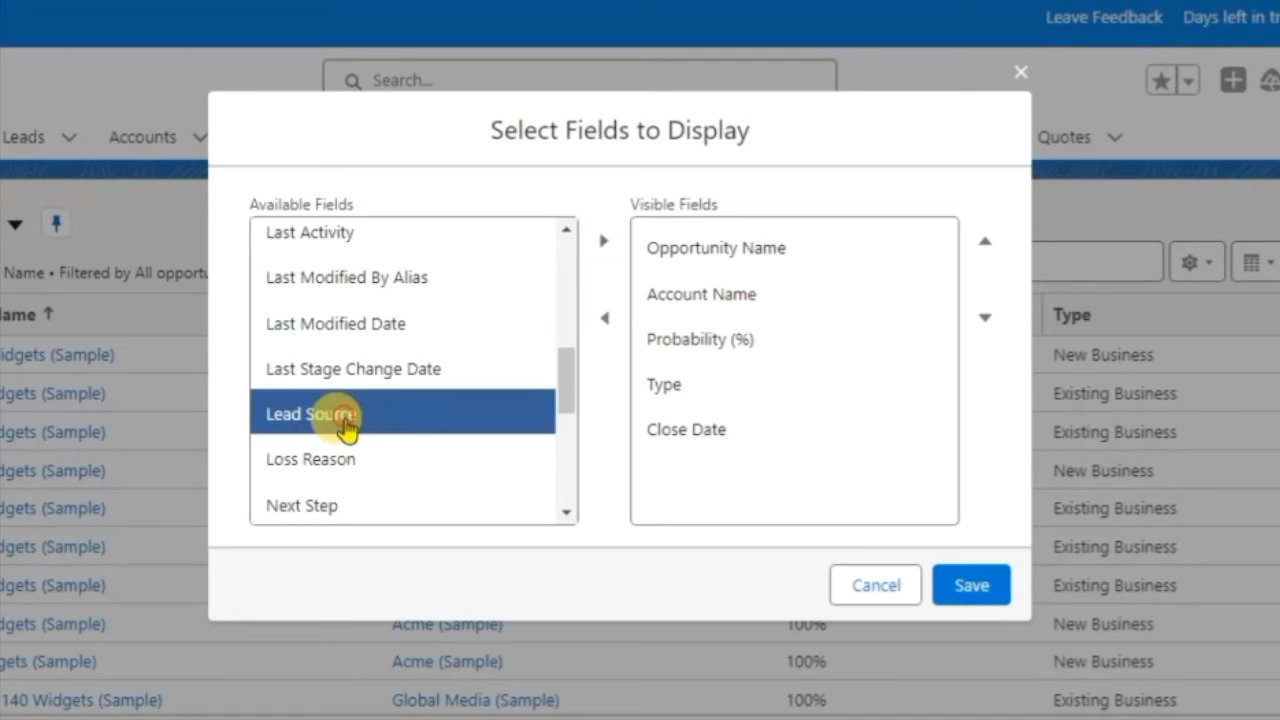 Leave Feedback Days left in tr
Search...
Leads Accounts Quotes
Select Fields to Display
Available Fields
Last Activity
Last Modified By Alias
Last Modified Date
Last Stage Change Date
Lead Source
Loss Reason
Next Step
Visible Fields
Opportunity Name
Account Name
Probability (%)
Type
Close Date
Cancel Save
Name • Filtered by All opportu
ame ↑ Type
idgets (Sample) New Business
dgets (Sample) Existing Business
dgets (Sample) Existing Business
dgets (Sample) New Business
dgets (Sample) Existing Business
dgets (Sample) Existing Business
dgets (Sample) Existing Business
dgets (Sample) Acme (Sample) 100% New Business
gets (Sample) Acme (Sample) 100% New Business
140 Widgets (Sample) Global Media (Sample) 100% Existing Business